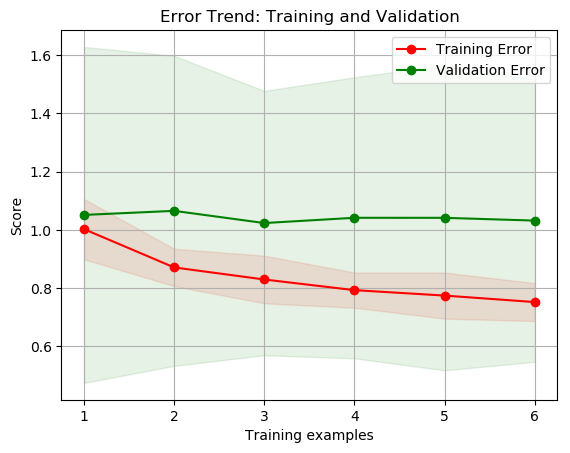 Error Trend: Training and Validation
Training Error
Validation Error
Score
1.6
1.4
1.2
1.0
0.8
0.6
1 2 3 4 5 6
Training examples